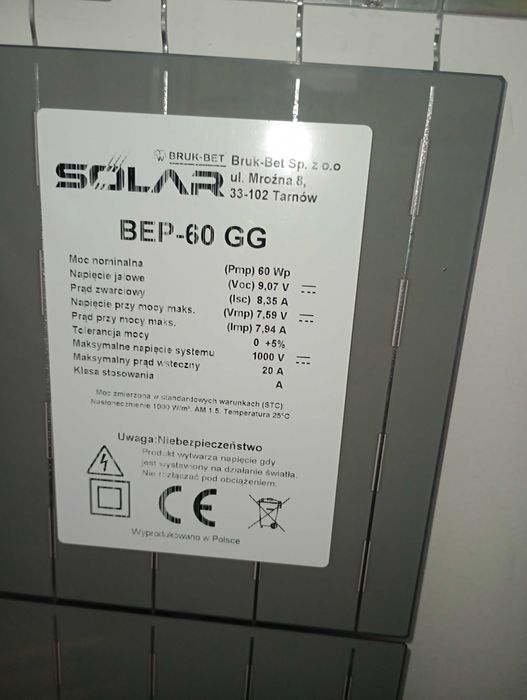 BRUK-BET
SOLAR
Bruk-Bet Sp. z o.o
ul. Mroźna 8,
33-102 Tarnów
BEP-60 GG
Moc nominalna (Pmp) 60 Wp
Napięcie jałowe (Voc) 9,07 V
Prąd zwarciowy (Isc) 8,35 A
Napięcie przy mocy maks. (Vmp) 7,59 V
Prąd przy mocy maks. (Imp) 7,94 A
Tolerancja mocy 0 +5%
Maksymalne napięcie systemu 1000 V
Maksymalny prąd wsteczny 20 A
Klasa stosowania A
Moc zmierzona w standardowych warunkach (STC)
Nasłonecznienie 1000 W/m², AM 1.5, Temperatura 25°C
Uwaga:Niebezpieczeństwo
Produkt wytwarza napięcie gdy
jest wystawiony na działanie światła.
Nie rozłączać pod obciążeniem.
CE
Wyprodukowano w Polsce